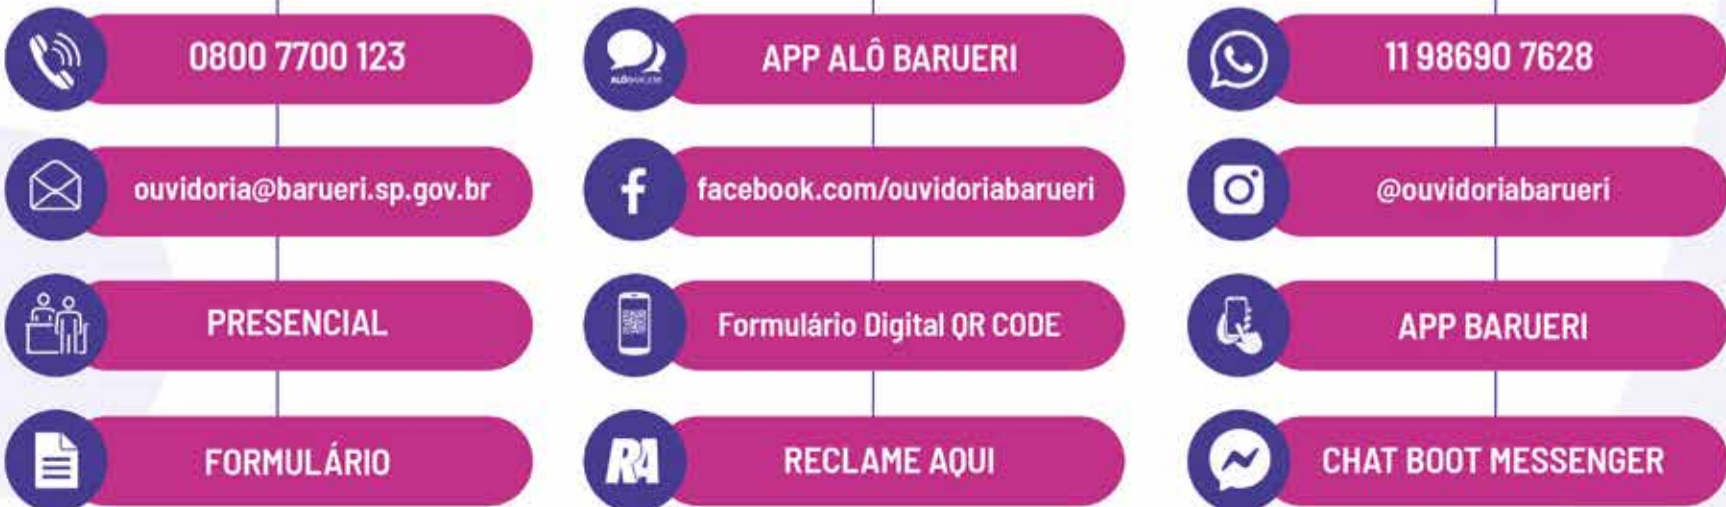 0800 7700 123
APP ALÔ BARUERI
11 98690 7628
ouvidoria@barueri.sp.gov.br
facebook.com/ouvidoriabarueri
@ouvidoriabarueri
PRESENCIAL
Formulário Digital QR CODE
APP BARUERI
FORMULÁRIO
RA
RECLAME AQUI
CHAT BOOT MESSENGER